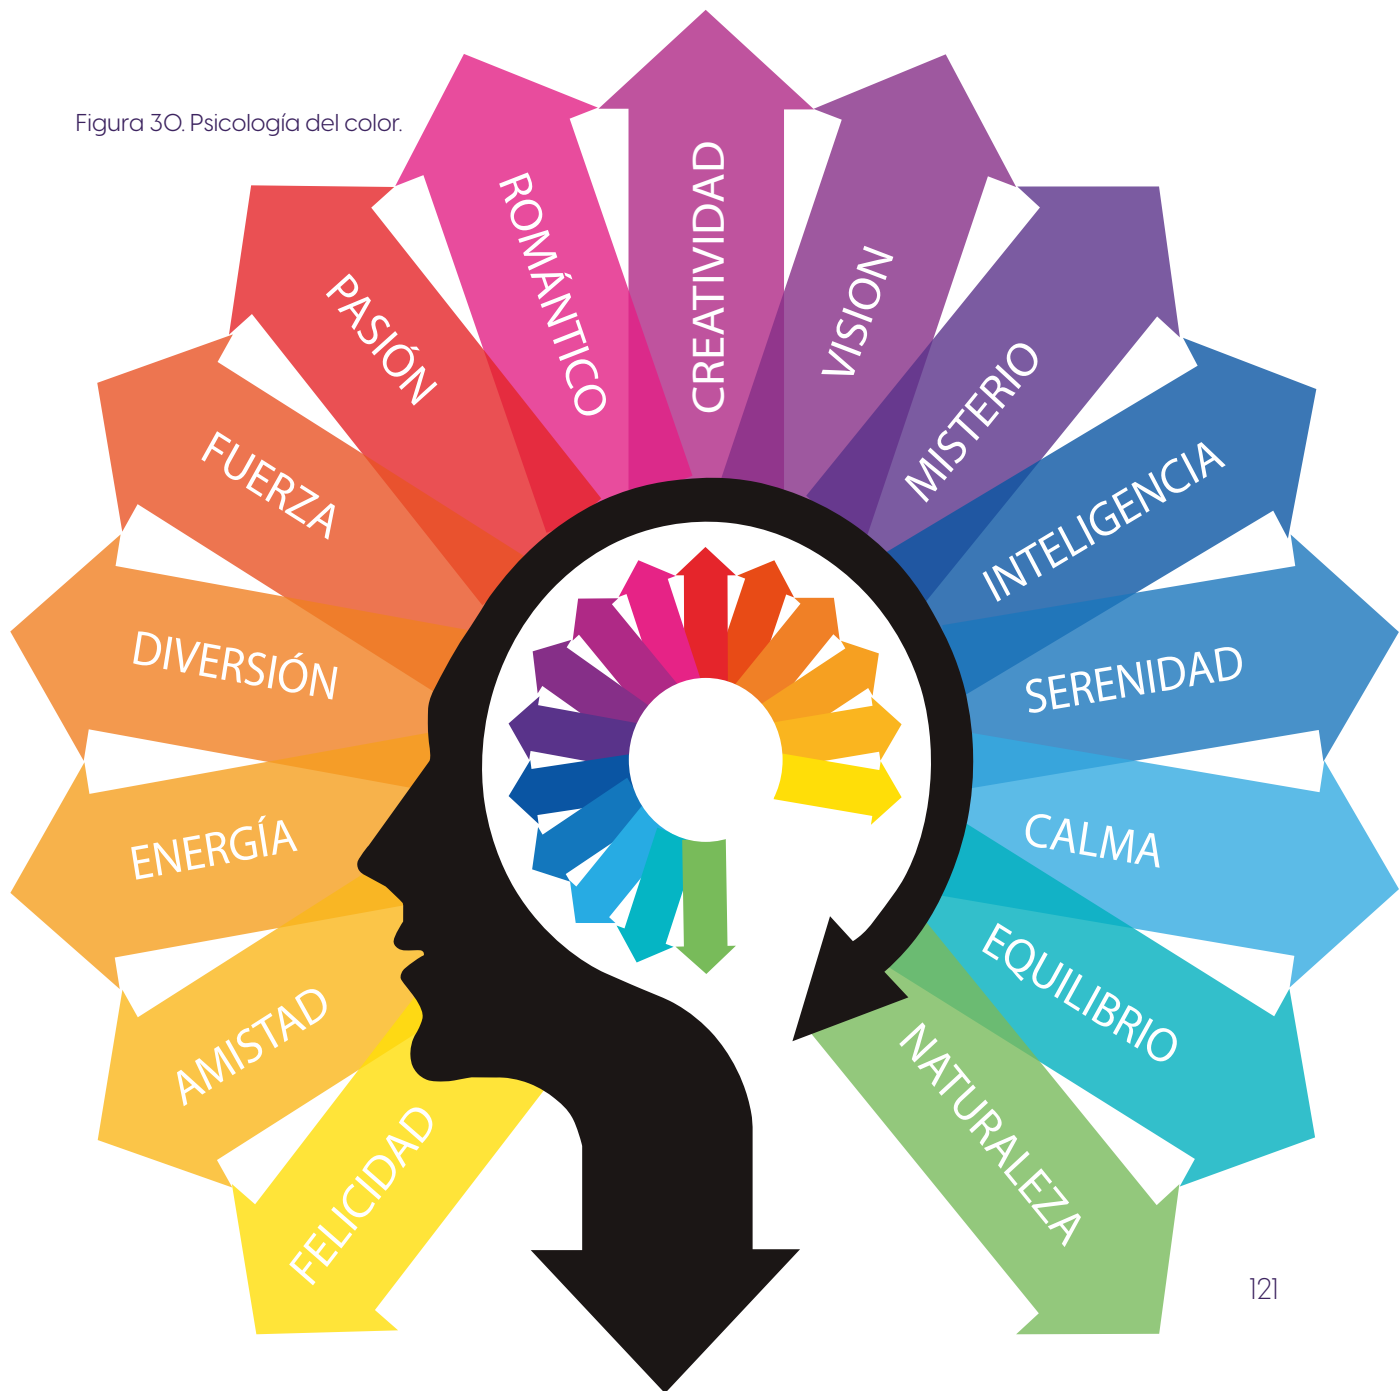 Figura 30. Psicología del color.
FELICIDAD
AMISTAD
ENERGÍA
DIVERSIÓN
FUERZA
PASIÓN
ROMÁNTICO
CREATIVIDAD
VISION
MISTERIO
INTELIGENCIA
SERENIDAD
CALMA
EQUILIBRIO
NATURALEZA
121